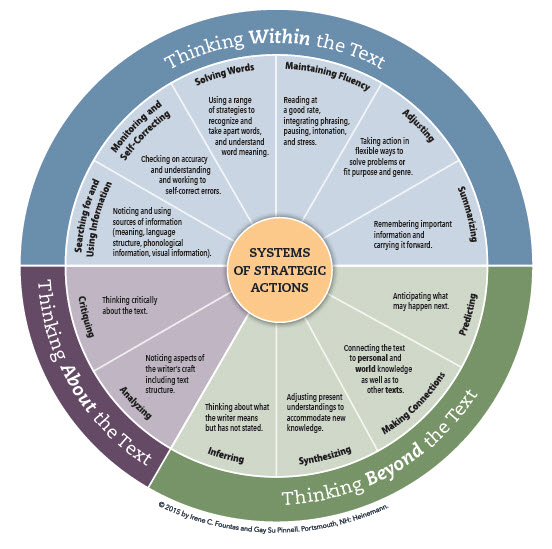 Thinking Within the Text
Searching for and
Using Information
Noticing and using
sources of information
(meaning, language
structure, phonological
information, visual information).
Monitoring and
Self-Correcting
Checking on accuracy
and understanding
and working to
self-correct errors.
Solving Words
Using a range
of strategies to
recognize and
take apart words,
and understand
word meaning.
Maintaining Fluency
Reading at
a good rate,
integrating phrasing,
pausing, intonation,
and stress.
Adjusting
Taking action in
flexible ways to
solve problems or
fit purpose and genre.
Summarizing
Remembering important
information and
carrying it forward.
SYSTEMS
OF STRATEGIC
ACTIONS
Thinking Beyond the Text
Predicting
Anticipating what
may happen next.
Making Connections
Connecting the text
to personal and
world knowledge
as well as to
other texts.
Synthesizing
Adjusting present
understandings to
accommodate new
knowledge.
Inferring
Thinking about what
the writer means
but has not stated.
Thinking About the Text
Analyzing
Noticing aspects of
the writer's craft
including text
structure.
Critiquing
Thinking critically
about the text.
© 2015 by Irene C. Fountas and Gay Su Pinnell. Portsmouth, NH: Heinemann.